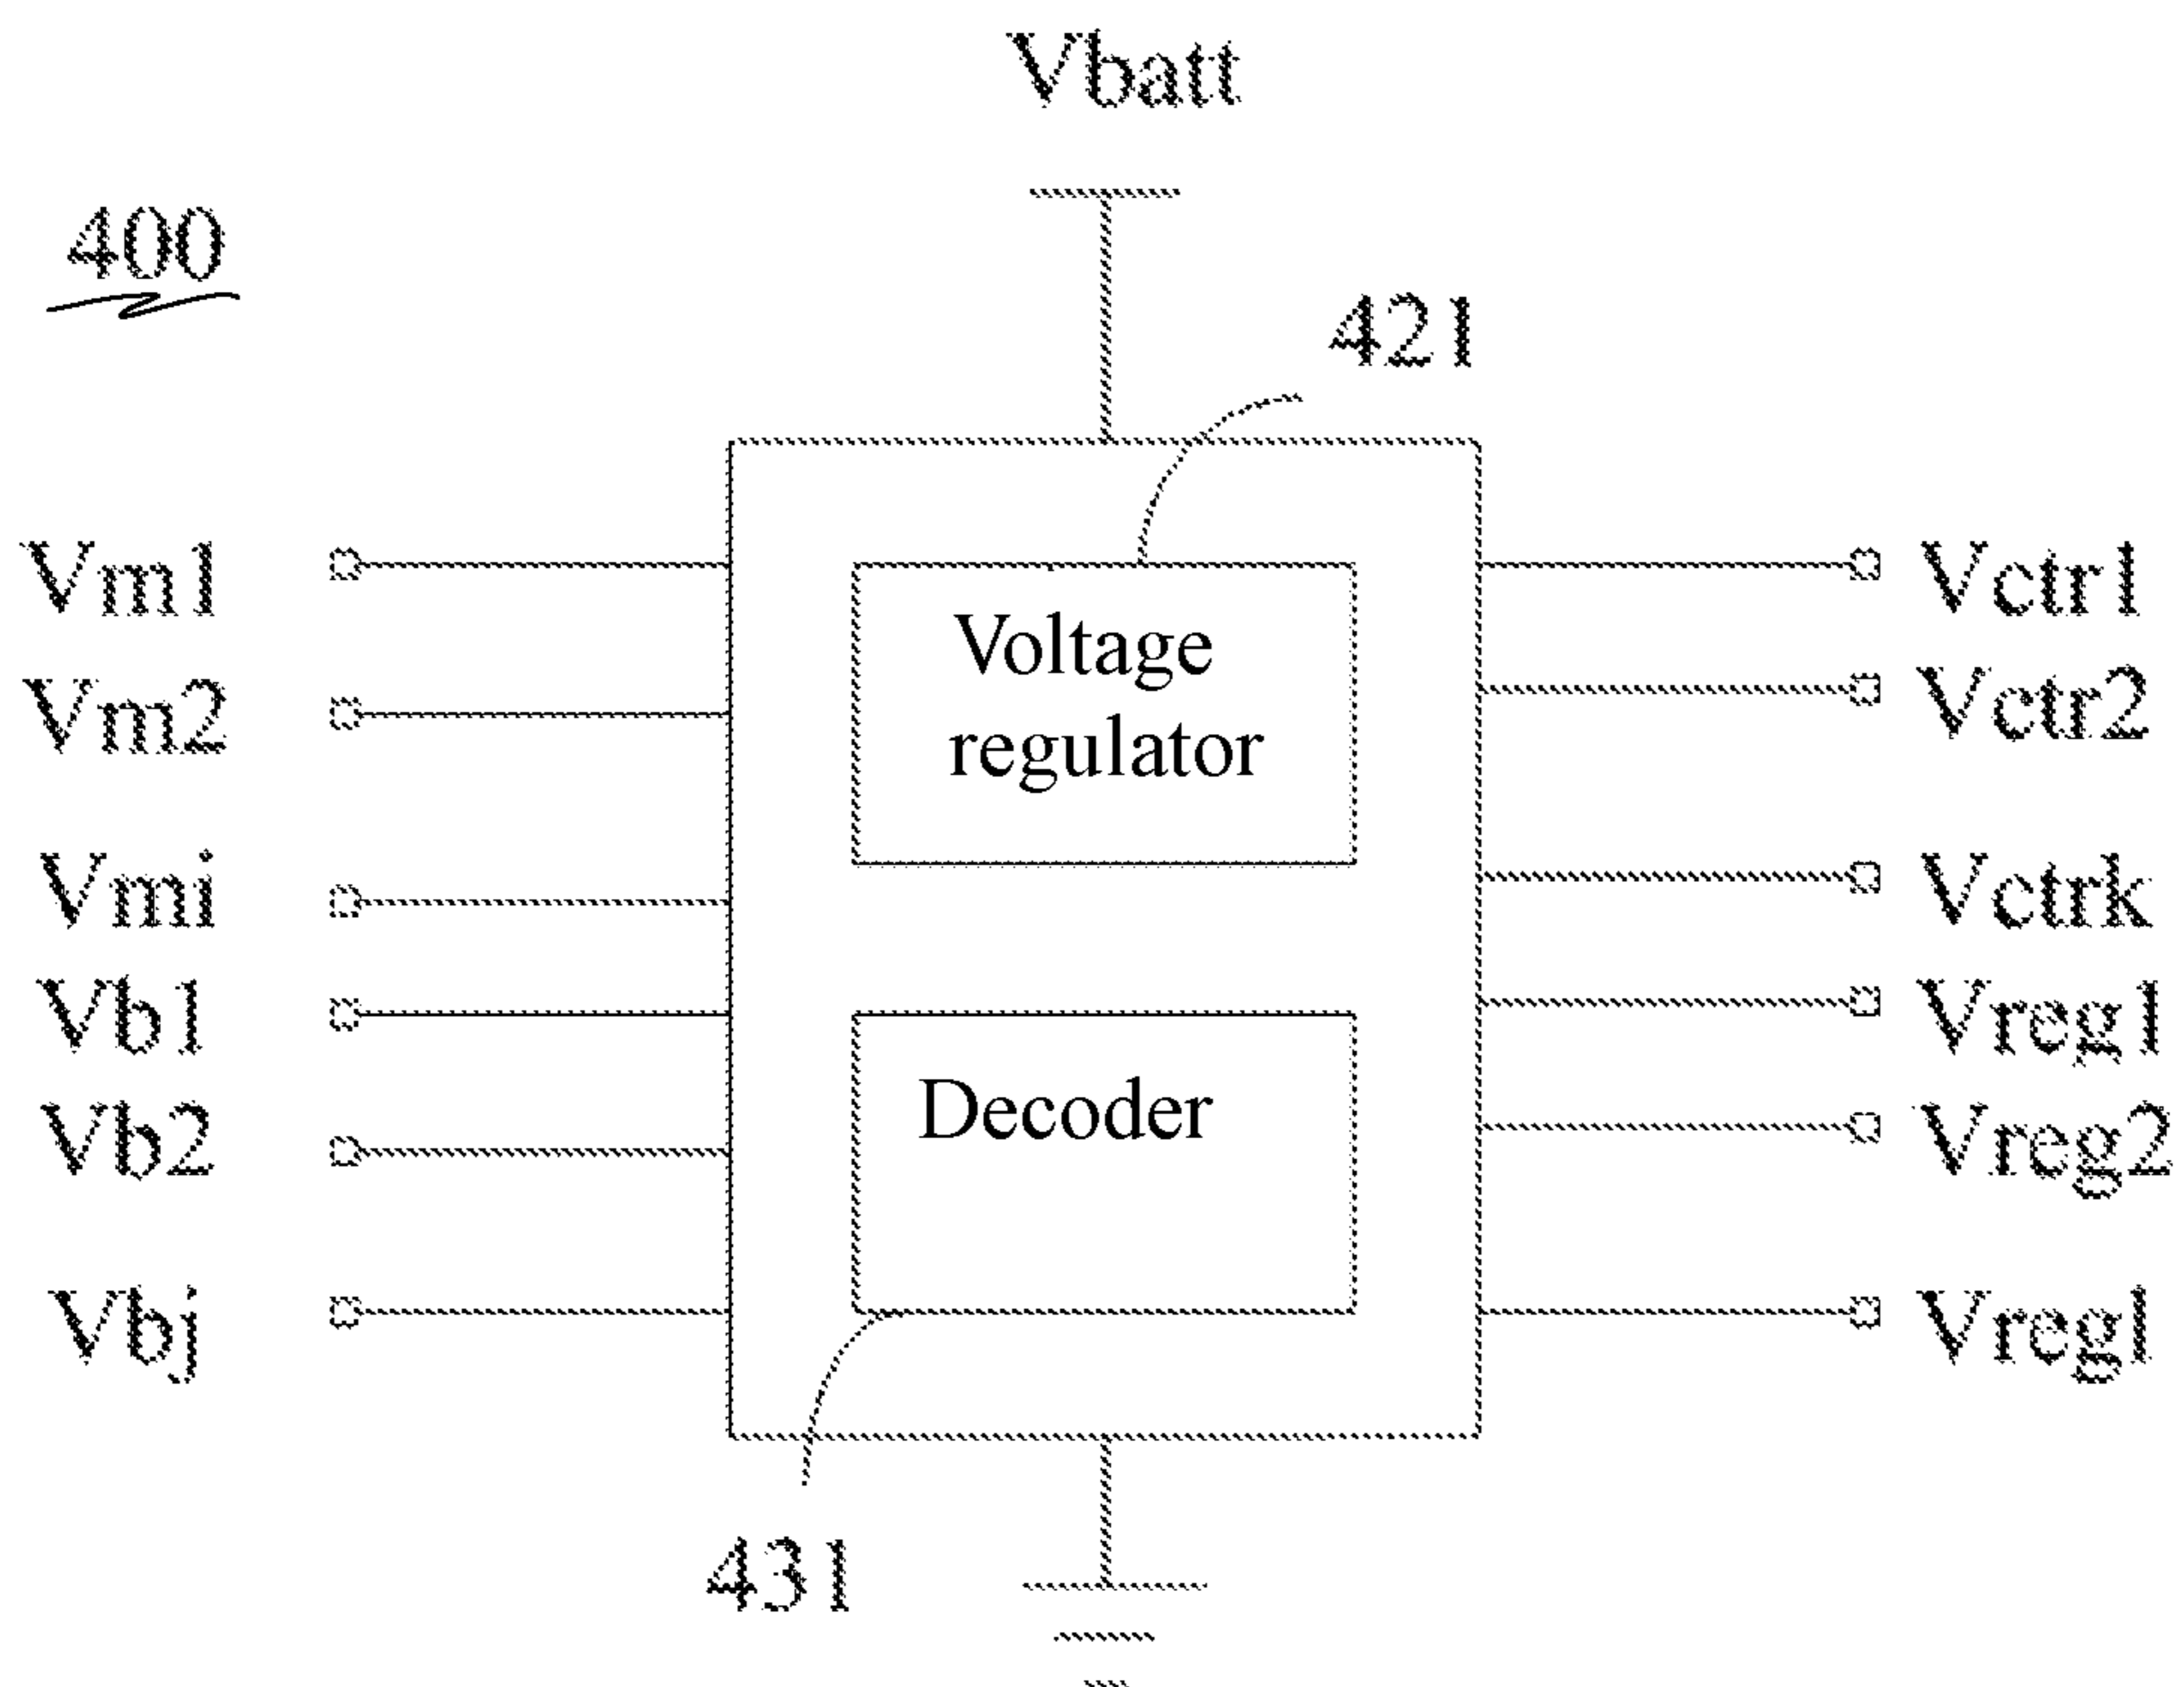 Vbatt
400
421
Vm1
Vm2
Vmi
Vb1
Vb2
Vbj
Voltage
regulator
Decoder
Vctr1
Vctr2
Vctrk
Vreg1
Vreg2
Vregl
431